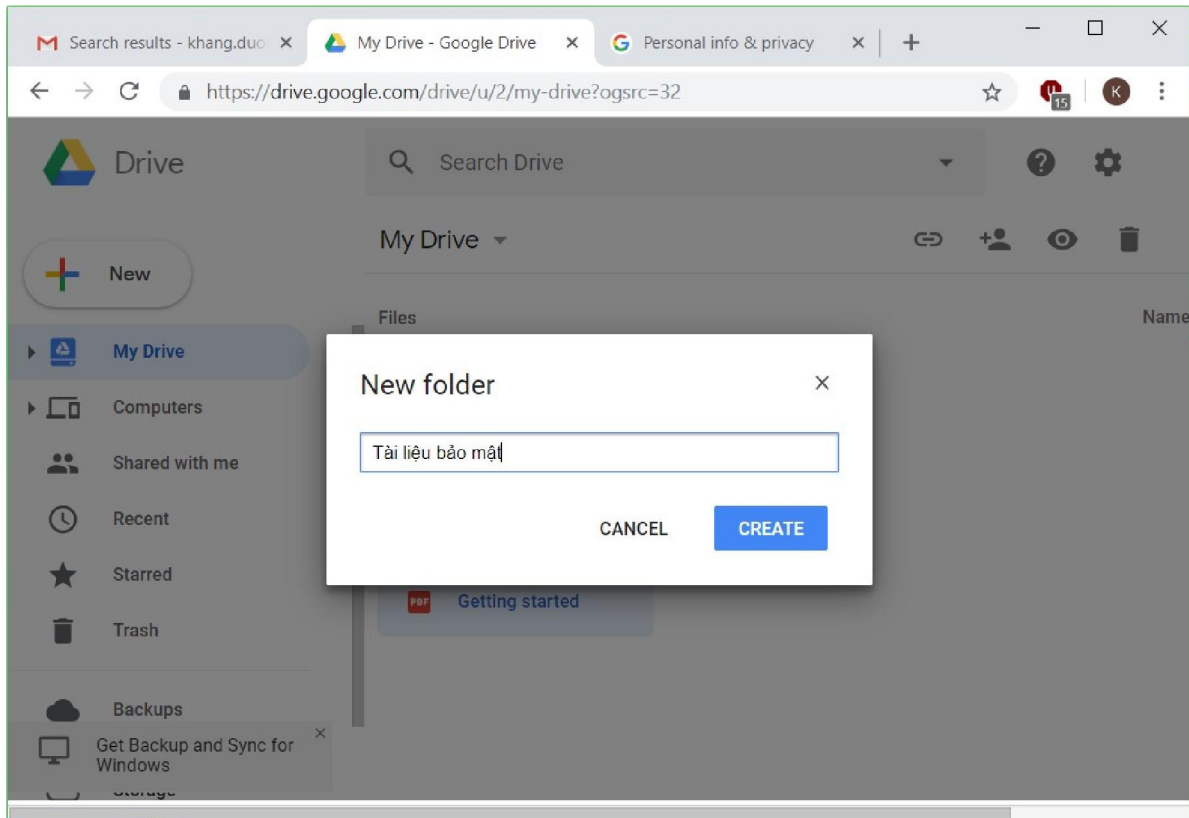 Search results - khang.duo
My Drive - Google Drive
Personal info & privacy
https://drive.google.com/drive/u/2/my-drive?ogsrc=32
15
K
Drive
Search Drive
My Drive
New
Files
Name
My Drive
Computers
Shared with me
Recent
Starred
Trash
Backups
Get Backup and Sync for
Windows
Storage
New folder
Tài liệu bảo mật
CANCEL
CREATE
PDF
Getting started